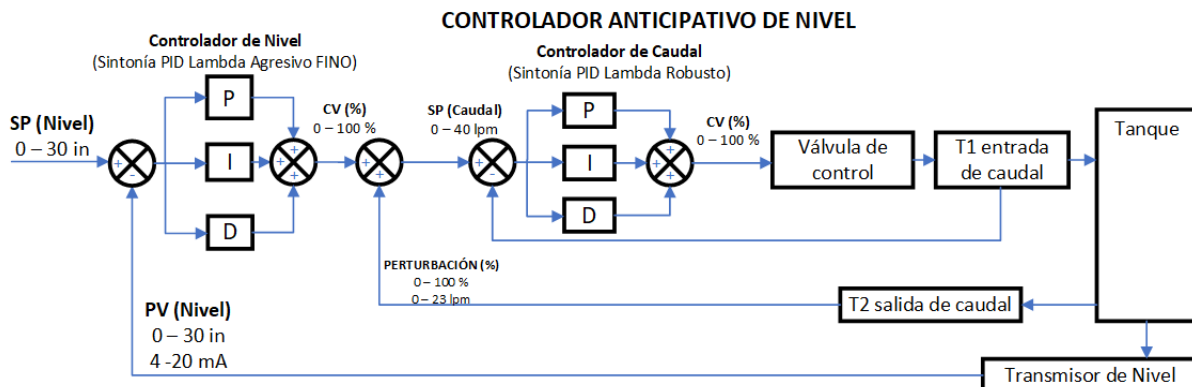 CONTROLADOR ANTICIPATIVO DE NIVEL
Controlador de Nivel
(Sintonía PID Lambda Agresivo FINO)
Controlador de Caudal
(Sintonía PID Lambda Robusto)
SP (Nivel)
0 – 30 in
+
-
P
I
D
+
+
+
CV (%)
0 – 100 %
+
+
SP (Caudal)
0 – 40 lpm
+
-
P
I
D
+
+
+
CV (%)
0 – 100 %
Válvula de
control
T1 entrada
de caudal
Tanque
PERTURBACIÓN (%)
0 – 100 %
0 – 23 lpm
T2 salida de caudal
PV (Nivel)
0 – 30 in
4 -20 mA
Transmisor de Nivel